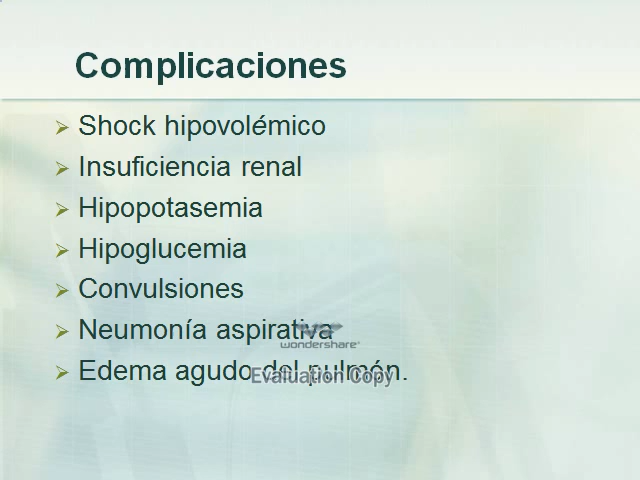 Complicaciones
Shock hipovolémico
Insuficiencia renal
Hipopotasemia
Hipoglucemia
Convulsiones
Neumonía aspirativa
wondershare
Edema agudo del pulmón.
Evaluation Copy